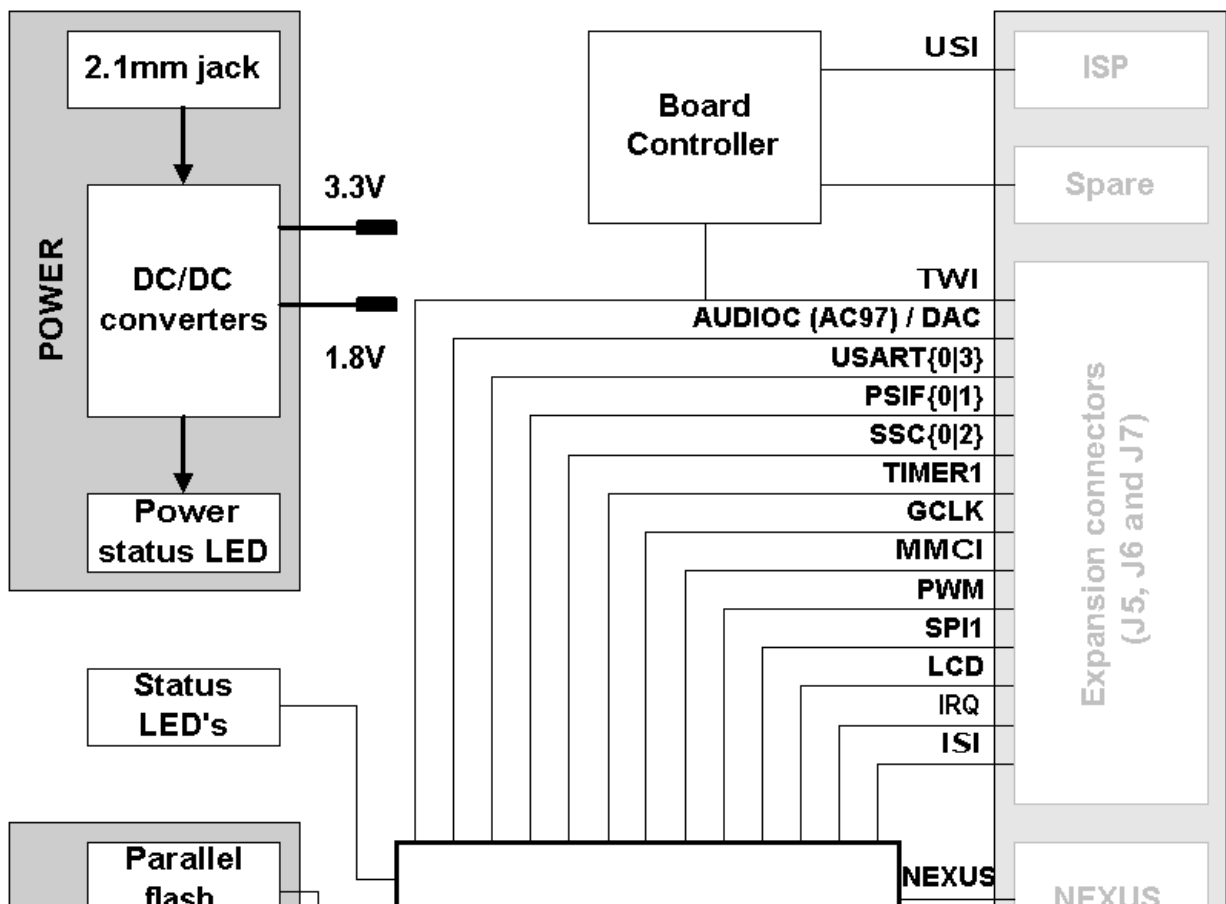 2.1mm jack
POWER
DC/DC
converters
3.3V
1.8V
Power
status LED
Board
Controller
USI
ISP
Spare
TWI
AUDIOC (AC97) / DAC
USART{0|3}
PSIF{0|1}
SSC{0|2}
TIMER1
GCLK
MMCI
PWM
SPI1
LCD
IRQ
ISI
Expansion connectors
(J5, J6 and J7)
Status
LED's
Parallel
flash
NEXUS
NEXUS